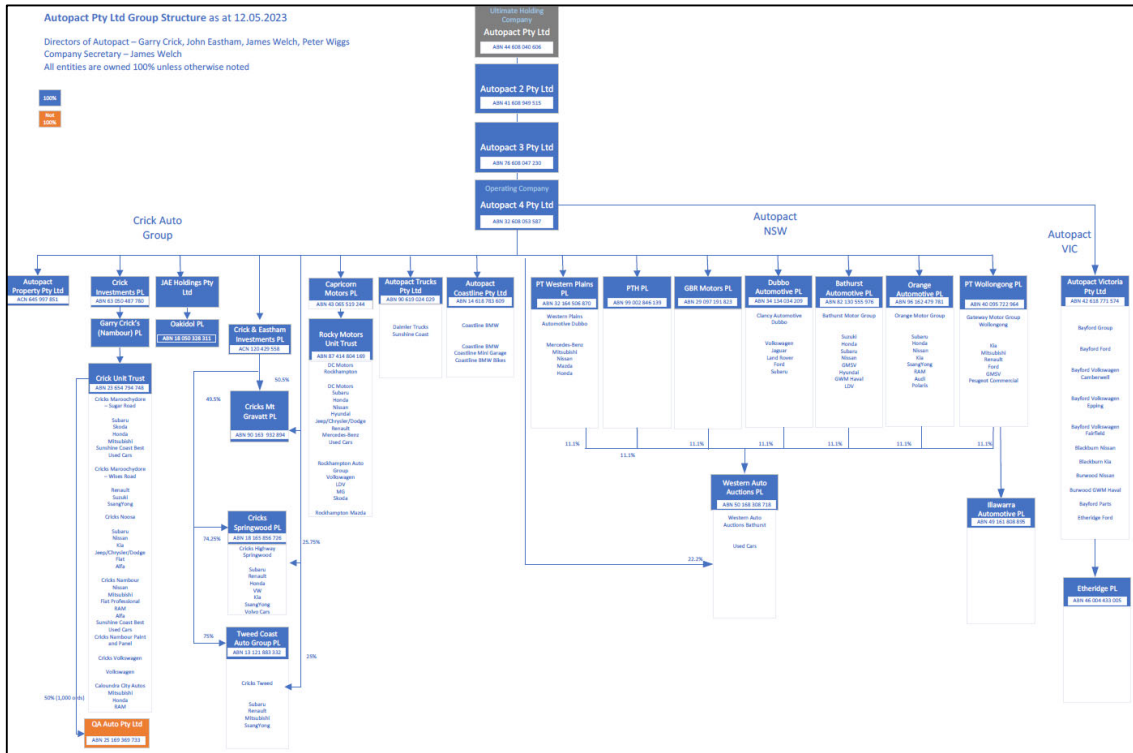 Autopact Pty Ltd Group Structure as at 12.05.2023
Directors of Autopact – Garry Crick, John Eastham, James Welch, Peter Wiggs
Company Secretary – James Welch
All entities are owned 100% unless otherwise noted
100%
Not
100%
Ultimate Holding
Company
Autopact Pty Ltd
ABN 44 608 040 606
Autopact 2 Pty Ltd
ABN 41 608 949 515
Autopact 3 Pty Ltd
ABN 76 608 047 230
Operating Company
Autopact 4 Pty Ltd
ABN 32 608 053 587
Crick Auto
Group
Autopact
NSW
Autopact
VIC
Autopact
Property Pty Ltd
ACN 645 997 851
Crick
Investments PL
ABN 63 050 487 780
Garry Crick's
(Nambour) PL
Crick Unit Trust
ABN 23 654 794 748
Cricks Maroochydore
– Sugar Road
Subaru
Skoda
Honda
Mitsubishi
Sunshine Coast Best
Used Cars
Cricks Maroochydore
– Wises Road
Renault
Suzuki
SsangYong
Cricks Noosa
Subaru
Nissan
Kia
Jeep/Chrysler/Dodge
Fiat
Alfa
Cricks Nambour
Nissan
Mitsubishi
Fiat Professional
RAM
Alfa
Sunshine Coast Best
Used Cars
Cricks Nambour Paint
and Panel
Cricks Volkswagen
Volkswagen
Caloundra City Autos
Mitsubishi
Honda
RAM
50% (1,000 ords)
QA Auto Pty Ltd
ABN 25 169 369 703
JAE Holdings Pty
Ltd
Oakidol PL
ABN 18 050 328 311
Crick & Eastham
Investments PL
ACN 120 429 558
50.5%
49.5%
Cricks Mt
Gravatt PL
ABN 90 163 932 894
Cricks
Springwood PL
ABN 18 165 856 726
Cricks Highway
Springwood
Subaru
Renault
Honda
VW
Kia
SsangYong
Volvo Cars
74.25%
25.75%
Tweed Coast
Auto Group PL
ABN 13 121 883 332
Cricks Tweed
Subaru
Renault
Mitsubishi
SsangYong
75%
25%
Capricorn
Motors PL
ABN 43 065 519 244
Rocky Motors
Unit Trust
ABN 87 414 804 160
DC Motors
Rockhampton
DC Motors
Subaru
Honda
Nissan
Hyundai
Jeep/Chrysler/Dodge
Renault
Mercedes-Benz
Used Cars
Rockhampton Auto
Group
Volkswagen
LDV
MG
Skoda
Rockhampton Mazda
Autopact Trucks
Pty Ltd
ABN 90 619 024 020
Daimler Trucks
Sunshine Coast
Autopact
Coastline Pty Ltd
ABN 14 618 783 609
Coastline BMW
Coastline BMW
Coastline Mini Garage
Coastline BMW Bikes
PT Western Plains
PL
ABN 32 164 506 870
Western Plains
Automotive Dubbo
Mercedes-Benz
Mitsubishi
Nissan
Mazda
Honda
PTH PL
ABN 99 002 846 139
GBR Motors PL
ABN 29 097 191 823
Dubbo
Automotive PL
ABN 34 134 034 209
Clancy Automotive
Dubbo
Volkswagen
Jaguar
Land Rover
Ford
Subaru
Bathurst
Automotive PL
ABN 82 130 555 976
Bathurst Motor Group
Suzuki
Honda
Subaru
Nissan
GMSV
Hyundai
GWM Haval
LDV
Orange
Automotive PL
ABN 96 162 479 781
Orange Motor Group
Subaru
Honda
Nissan
Kia
SsangYong
RAM
Audi
Polaris
PT Wollongong PL
ABN 40 095 722 964
Gateway Motor Group
Wollongong
Kia
Mitsubishi
Renault
Ford
GMSV
Peugeot Commercial
11.1%
11.1%
11.1%
11.1%
11.1%
11.1%
11.1%
Western Auto
Auctions PL
ABN 50 168 308 718
Western Auto
Auctions Bathurst
Used Cars
22.2%
Illawarra
Automotive PL
ABN 49 161 606 895
Autopact Victoria
Pty Ltd
ABN 42 618 771 574
Bayford Group
Bayford Ford
Bayford Volkswagen
Camberwell
Bayford Volkswagen
Epping
Bayford Volkswagen
Fairfield
Blackburn Nissan
Blackburn Kia
Burwood Nissan
Burwood GWM Haval
Bayford Parts
Etheridge Ford
Etheridge PL
ABN 46 004 433 005